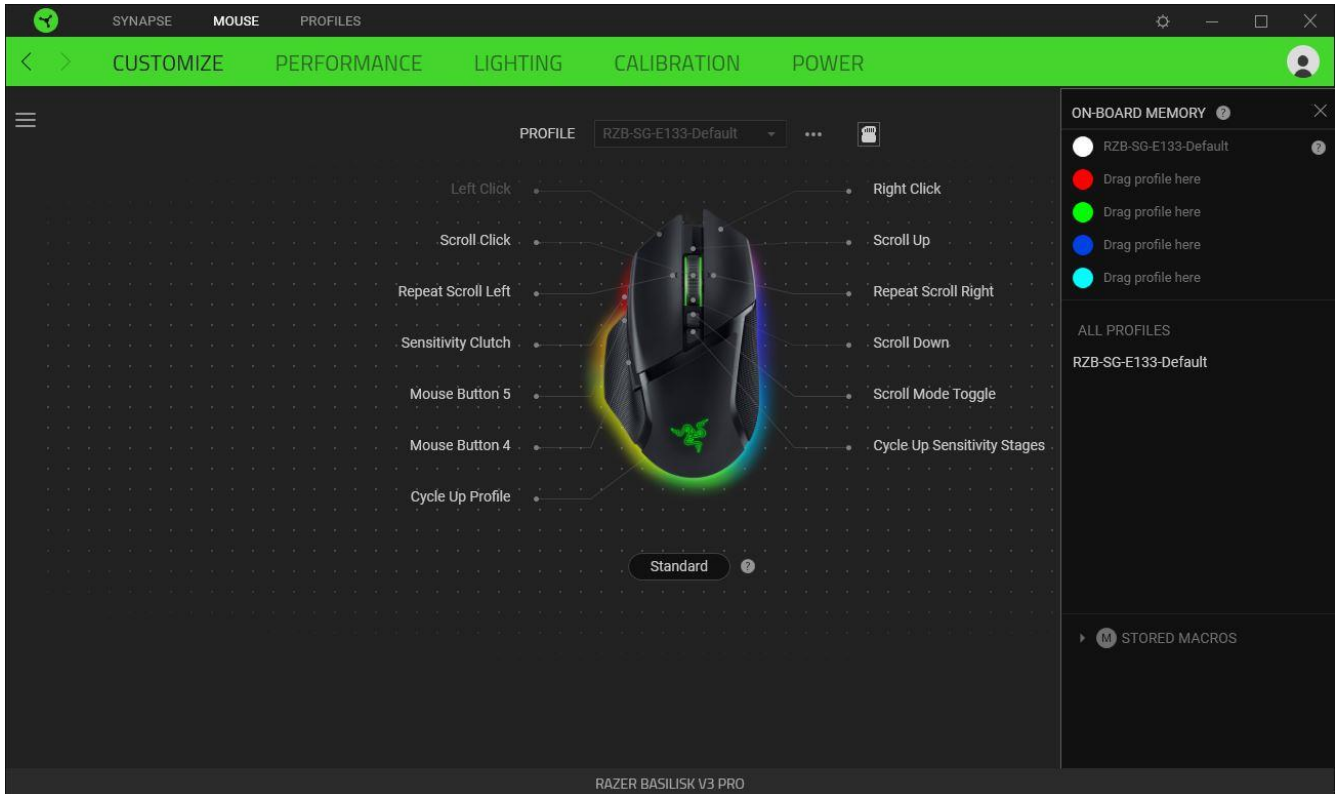 SYNAPSE MOUSE PROFILES
CUSTOMIZE PERFORMANCE LIGHTING CALIBRATION POWER
PROFILE RZB-SG-E133-Default
Left Click
Scroll Click
Repeat Scroll Left
Sensitivity Clutch
Mouse Button 5
Mouse Button 4
Cycle Up Profile
Right Click
Scroll Up
Repeat Scroll Right
Scroll Down
Scroll Mode Toggle
Cycle Up Sensitivity Stages
Standard ?
ON-BOARD MEMORY ?
RZB-SG-E133-Default ?
Drag profile here
Drag profile here
Drag profile here
Drag profile here
ALL PROFILES
RZB-SG-E133-Default
M STORED MACROS
RAZER BASILISK V3 PRO